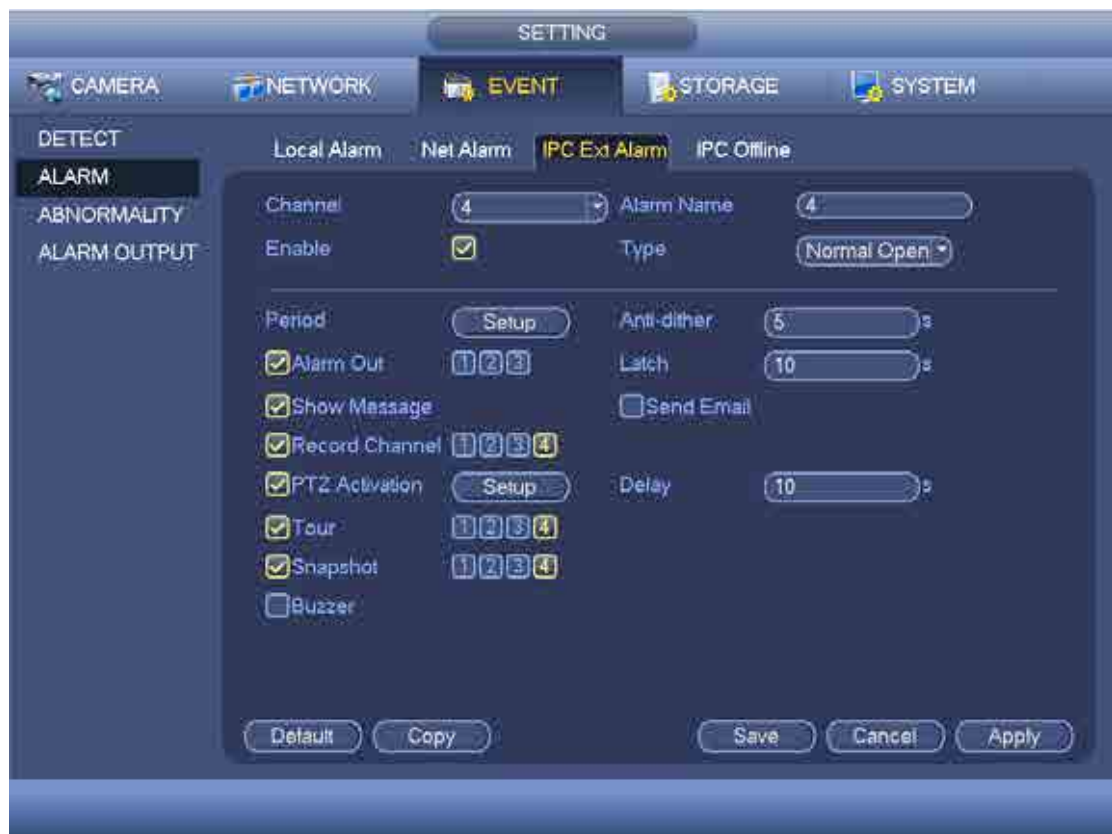 SETTING
CAMERA NETWORK EVENT STORAGE SYSTEM
DETECT
ALARM
ABNORMALITY
ALARM OUTPUT
Local Alarm Net Alarm IPC Ext Alarm IPC Offline
Channel 4 Alarm Name 4
Enable Type Normal Open
Period Setup Anti-dither 5 s
Alarm Out 1 2 3 Latch 10 s
Show Message Send Email
Record Channel 1 2 3 4
PTZ Activation Setup Delay 10 s
Tour 1 2 3 4
Snapshot 1 2 3 4
Buzzer
Default Copy Save Cancel Apply